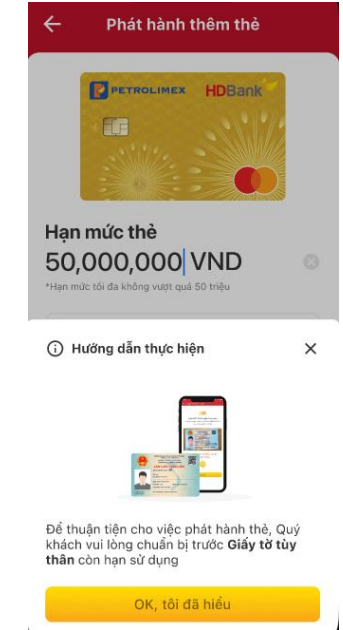 Phát hành thêm thẻ
PETROLIMEX HDBank
Hạn mức thẻ
50,000,000 VND
*Hạn mức tối đa không vượt quá 50 triệu
Hướng dẫn thực hiện
Để thuận tiện cho việc phát hành thẻ, Quý
khách vui lòng chuẩn bị trước Giấy tờ tùy
thân còn hạn sử dụng
OK, tôi đã hiểu